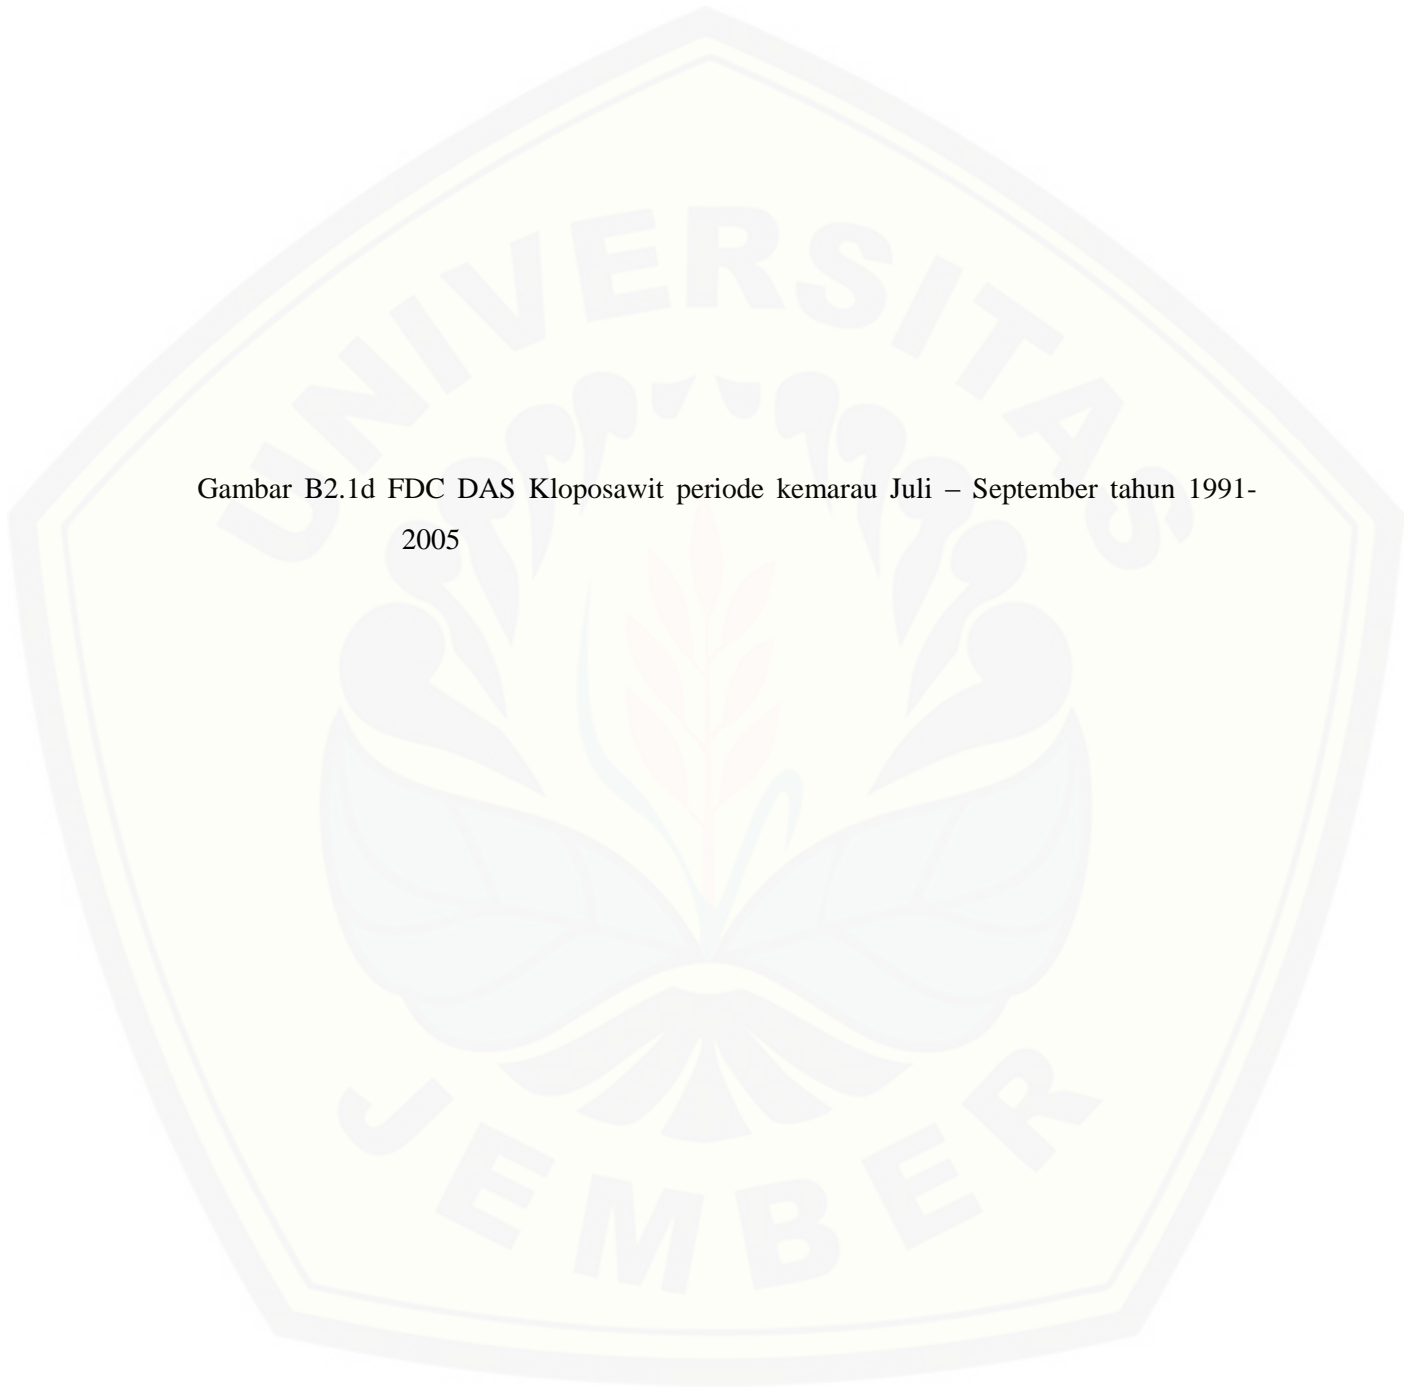 UNIVERSITAS
Gambar B2.1d FDC DAS Kloposawit periode kemarau Juli – September tahun 1991-
2005
JEMBER